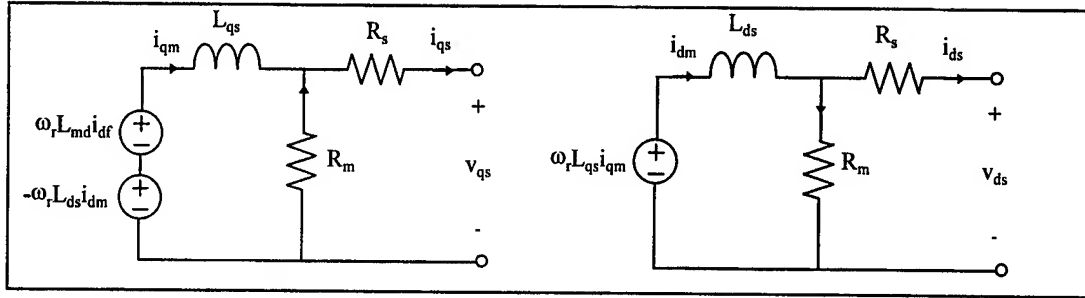 L_qs
i_qm
R_s
i_qs
+
ω_r L_md i_df
+
−
-ω_r L_ds i_dm
+
−
R_m
v_qs
-
L_ds
i_dm
R_s
i_ds
+
ω_r L_qs i_qm
+
−
R_m
v_ds
-